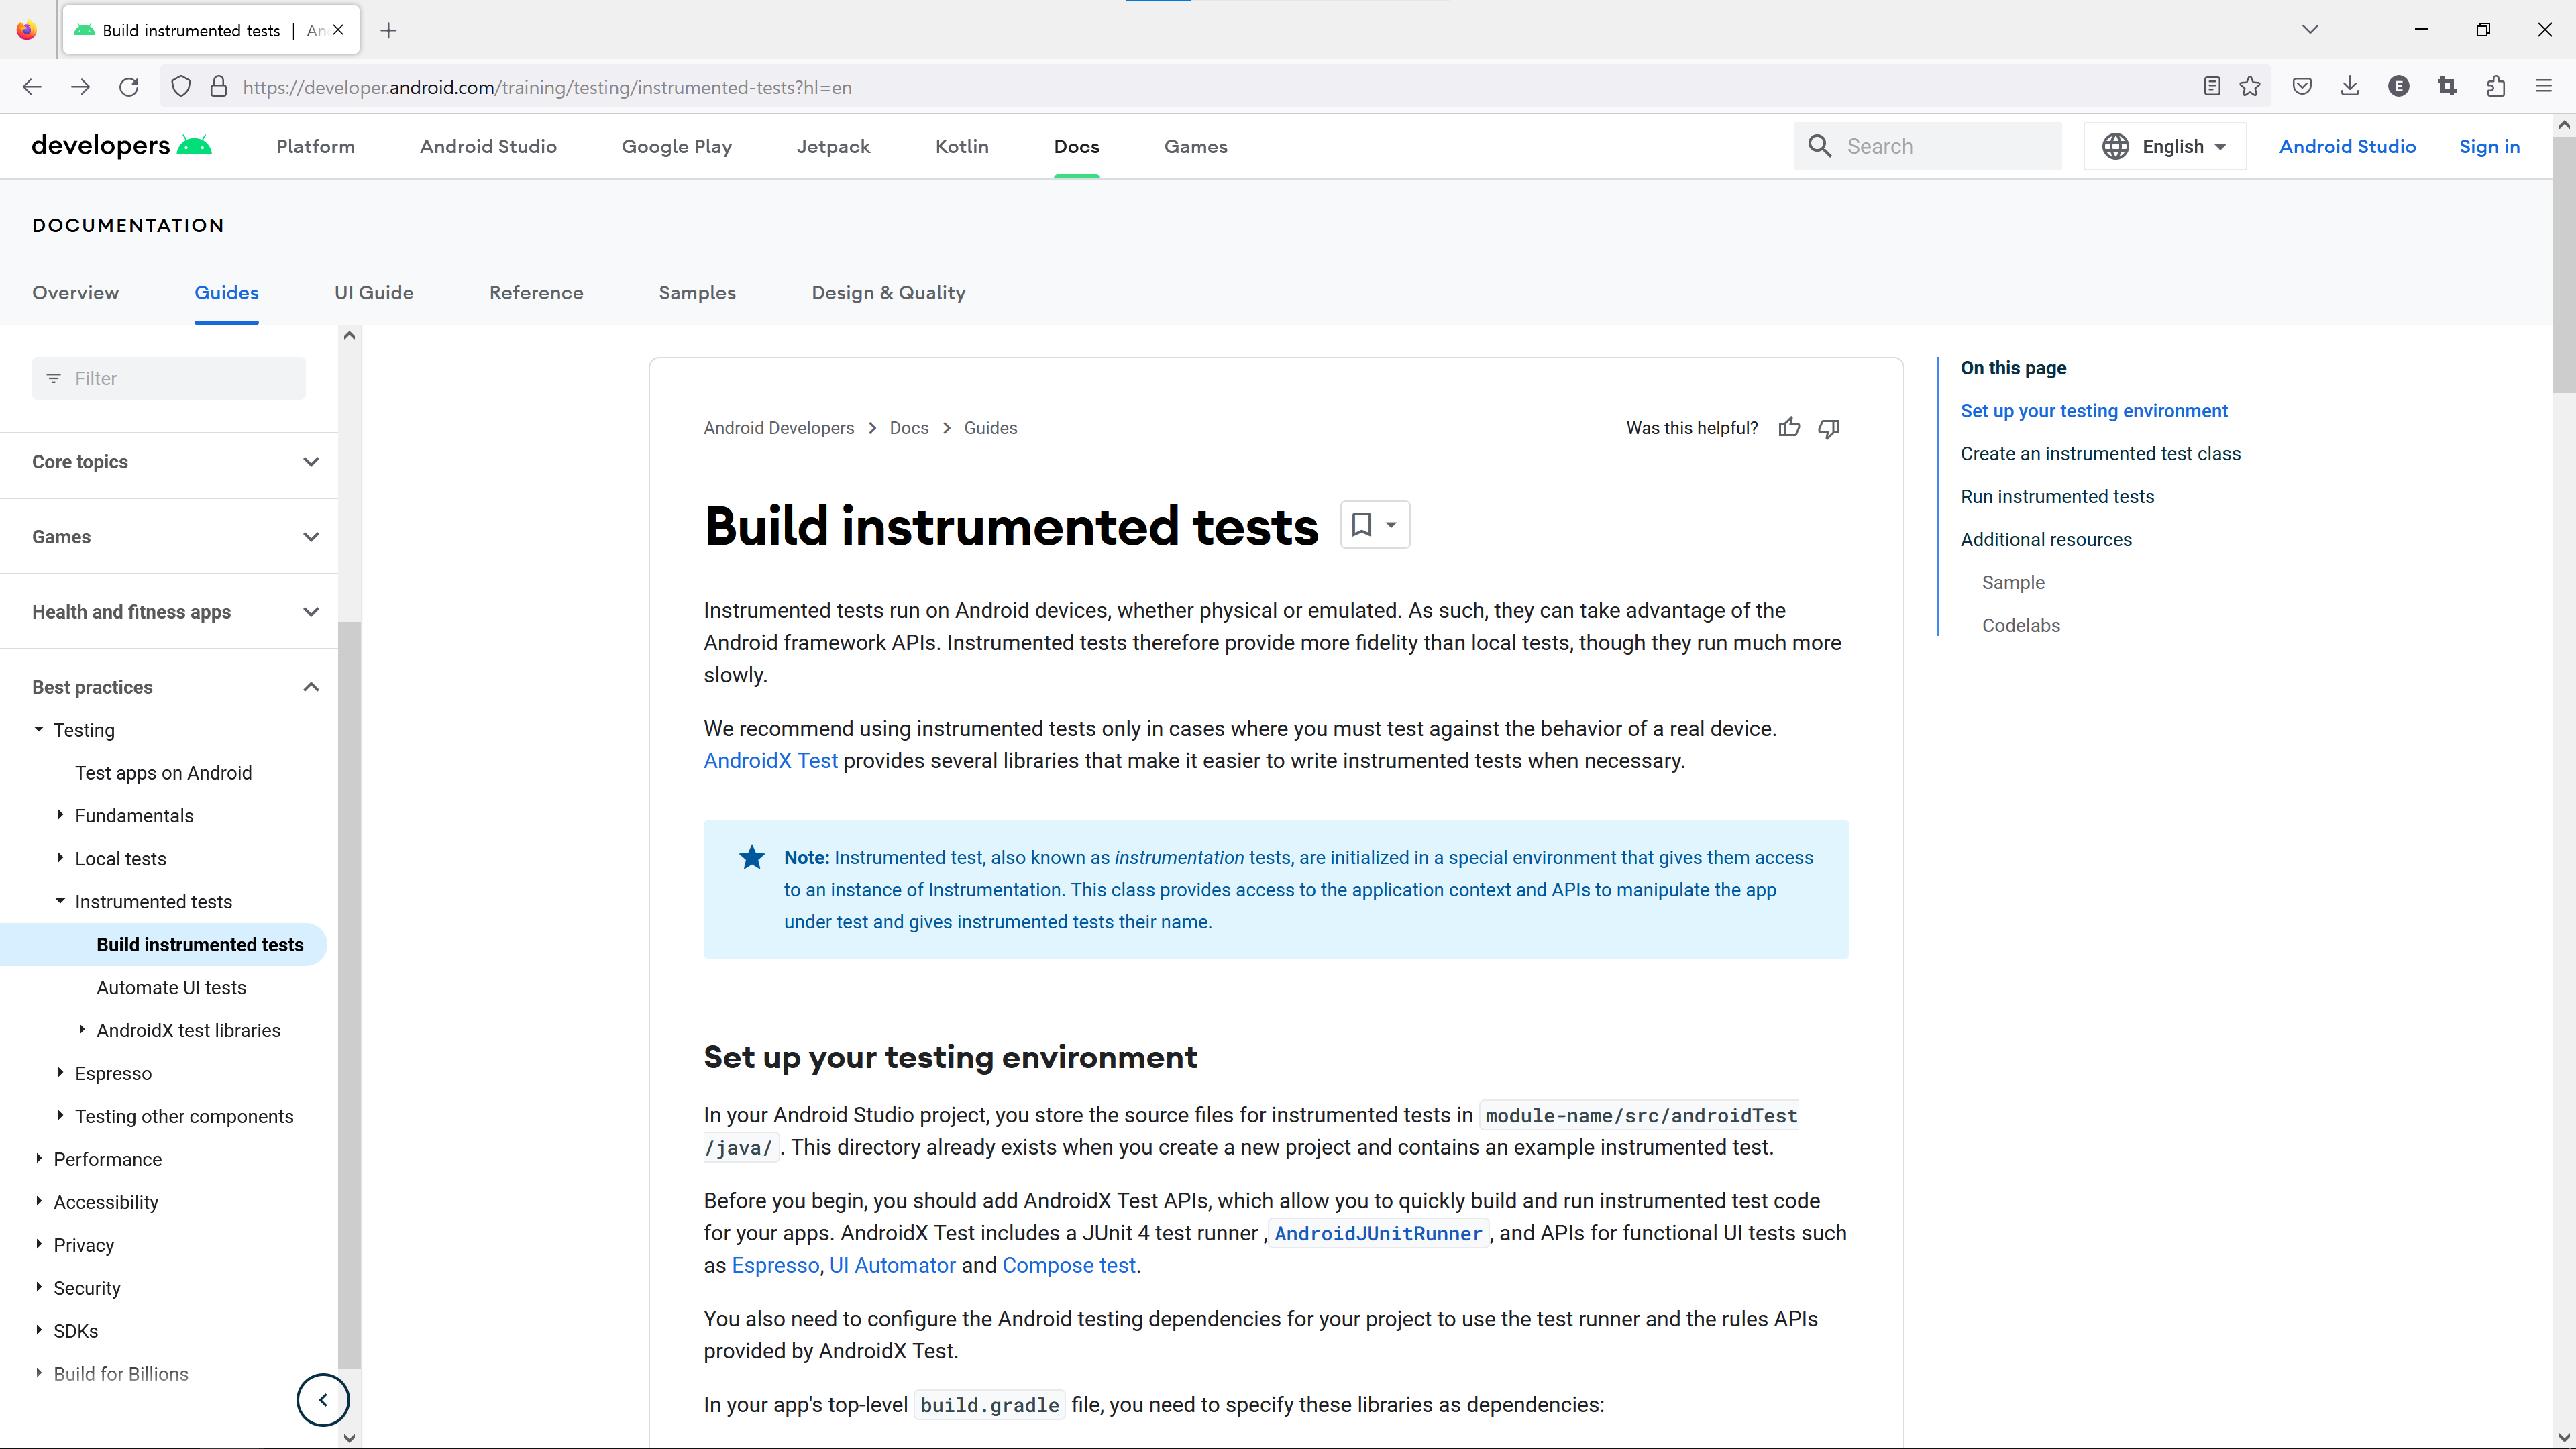 Build instrumented tests | An
https://developer.android.com/training/testing/instrumented-tests?hl=en
E
developers
Platform
Android Studio
Google Play
Jetpack
Kotlin
Docs
Games
Search
English
Android Studio
Sign in
DOCUMENTATION
Overview
Guides
UI Guide
Reference
Samples
Design & Quality
Filter
Core topics
Games
Health and fitness apps
Best practices
Testing
Test apps on Android
Fundamentals
Local tests
Instrumented tests
Build instrumented tests
Automate UI tests
AndroidX test libraries
Espresso
Testing other components
Performance
Accessibility
Privacy
Security
SDKs
Build for Billions
Android Developers
Docs
Guides
Was this helpful?
Build instrumented tests
Instrumented tests run on Android devices, whether physical or emulated. As such, they can take advantage of the
Android framework APIs. Instrumented tests therefore provide more fidelity than local tests, though they run much more
slowly.
We recommend using instrumented tests only in cases where you must test against the behavior of a real device.
AndroidX Test provides several libraries that make it easier to write instrumented tests when necessary.
Note: Instrumented test, also known as instrumentation tests, are initialized in a special environment that gives them access
to an instance of Instrumentation. This class provides access to the application context and APIs to manipulate the app
under test and gives instrumented tests their name.
Set up your testing environment
In your Android Studio project, you store the source files for instrumented tests in module-name/src/androidTest
/java/. This directory already exists when you create a new project and contains an example instrumented test.
Before you begin, you should add AndroidX Test APIs, which allow you to quickly build and run instrumented test code
for your apps. AndroidX Test includes a JUnit 4 test runner , AndroidJUnitRunner, and APIs for functional UI tests such
as Espresso, UI Automator and Compose test.
You also need to configure the Android testing dependencies for your project to use the test runner and the rules APIs
provided by AndroidX Test.
In your app's top-level build.gradle file, you need to specify these libraries as dependencies:
On this page
Set up your testing environment
Create an instrumented test class
Run instrumented tests
Additional resources
Sample
Codelabs